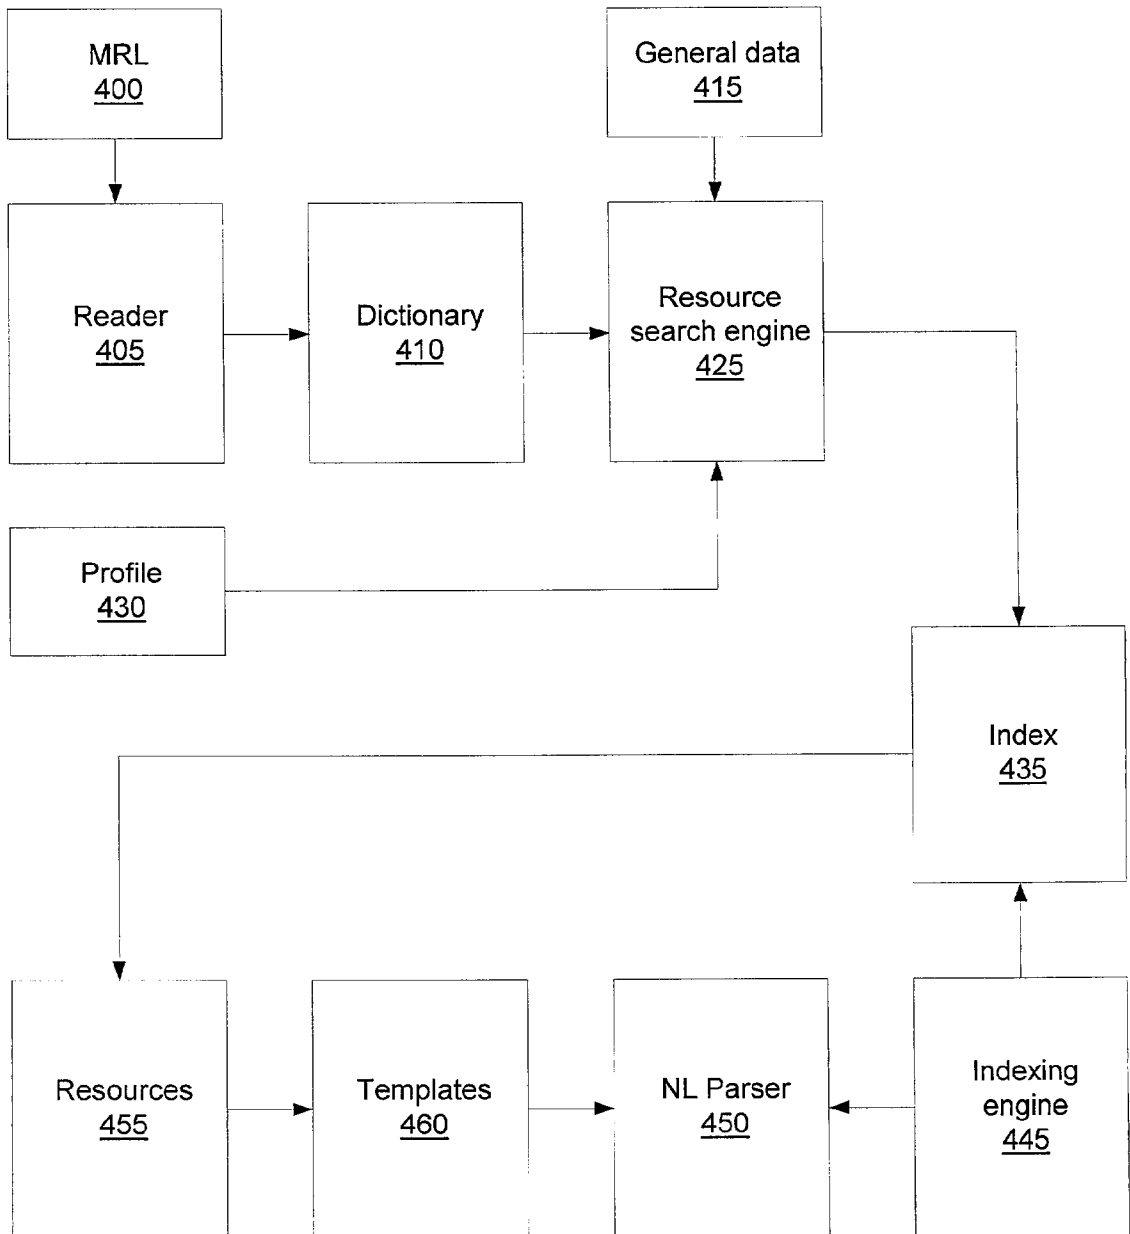 MRL
400
General data
415
Reader
405
Dictionary
410
Resource
search engine
425
Profile
430
Index
435
Resources
455
Templates
460
NL Parser
450
Indexing
engine
445